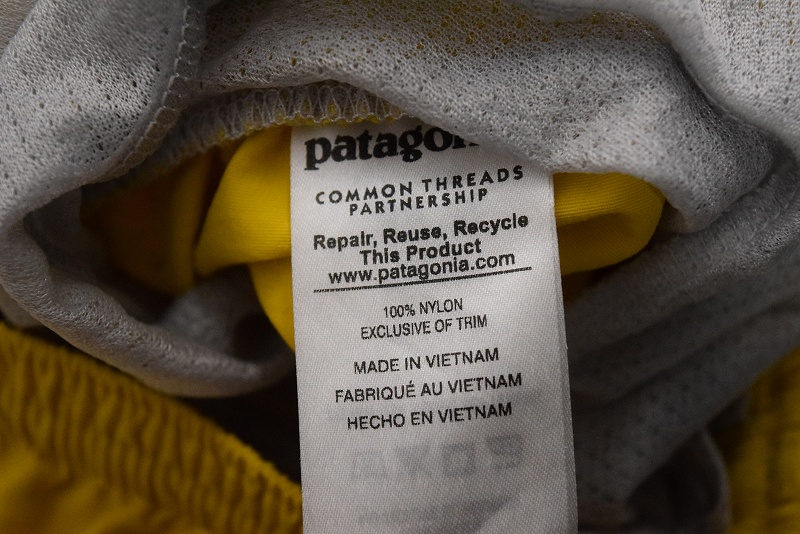 patagon
COMMON THREADS
PARTNERSHIP
Repair, Reuse, Recycle
This Product
www.patagonia.com
100% NYLON
EXCLUSIVE OF TRIM
MADE IN VIETNAM
FABRIQUÉ AU VIETNAM
HECHO EN VIETNAM